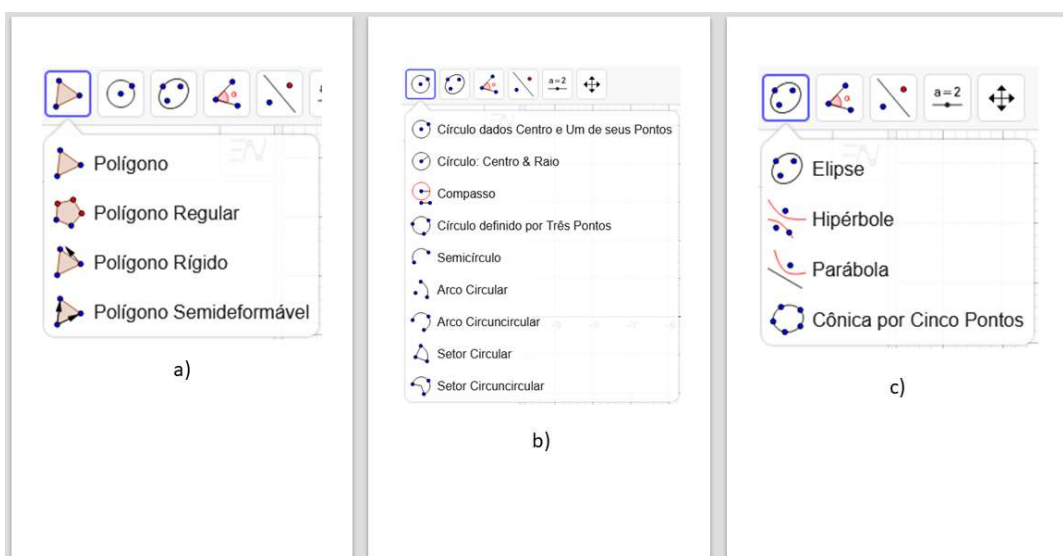 Polígono
Polígono Regular
Polígono Rígido
Polígono Semideformável
a)
a=2
Círculo dados Centro e Um de seus Pontos
Círculo: Centro & Raio
Compasso
Círculo definido por Três Pontos
Semicírculo
Arco Circular
Arco Circuncircular
Setor Circular
Setor Circuncircular
b)
a=2
Elipse
Hipérbole
Parábola
Cônica por Cinco Pontos
c)